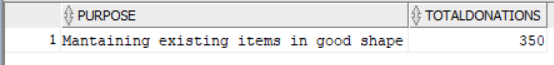 PURPOSE TOTALDONATIONS
1 Mantaining existing items in good shape 350